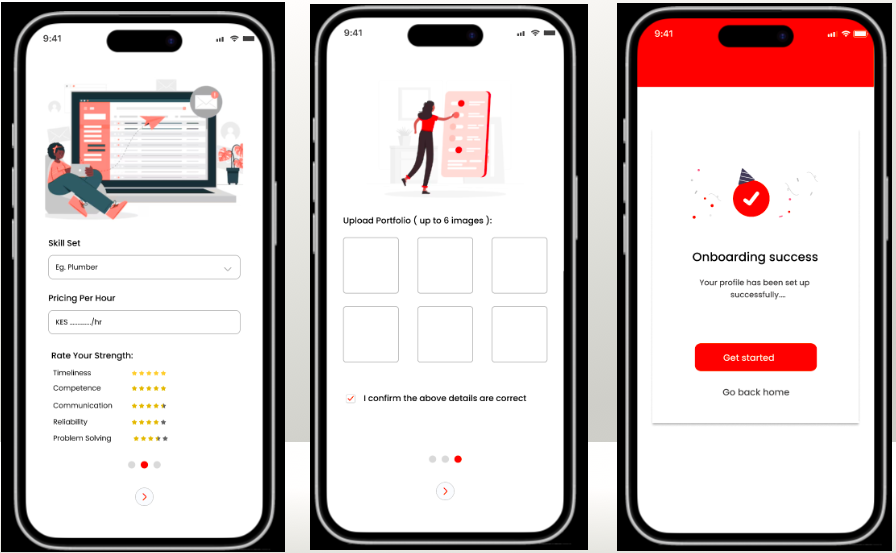 9:41
Skill Set
Eg. Plumber
Pricing Per Hour
KES ............/hr
Rate Your Strength:
Timeliness
Competence
Communication
Reliability
Problem Solving
9:41
Upload Portfolio ( up to 6 images ):
I confirm the above details are correct
9:41
Onboarding success
Your profile has been set up
successfully....
Get started
Go back home